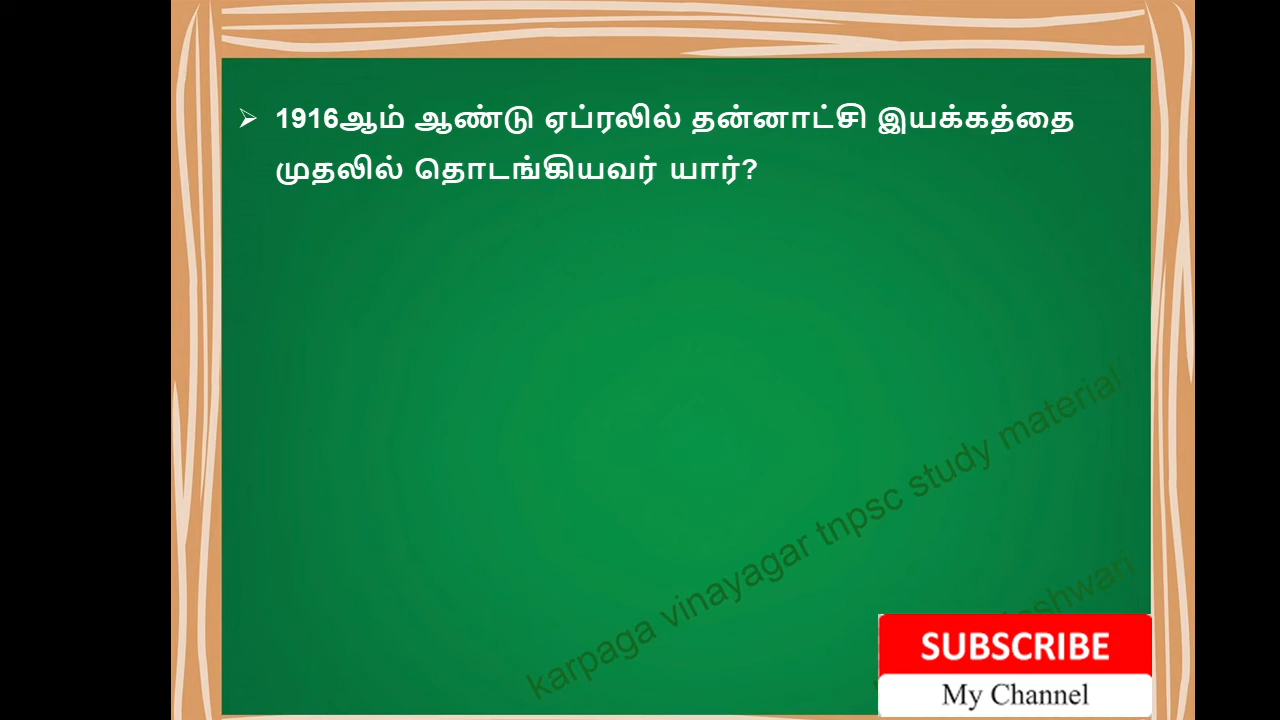 ➢ 1916ஆம் ஆண்டு ஏப்ரலில் தன்னாட்சி இயக்கத்தை
முதலில் தொடங்கியவர் யார்?
karpaga vinayagar tnpsc study material
SUBSCRIBE
My Channel